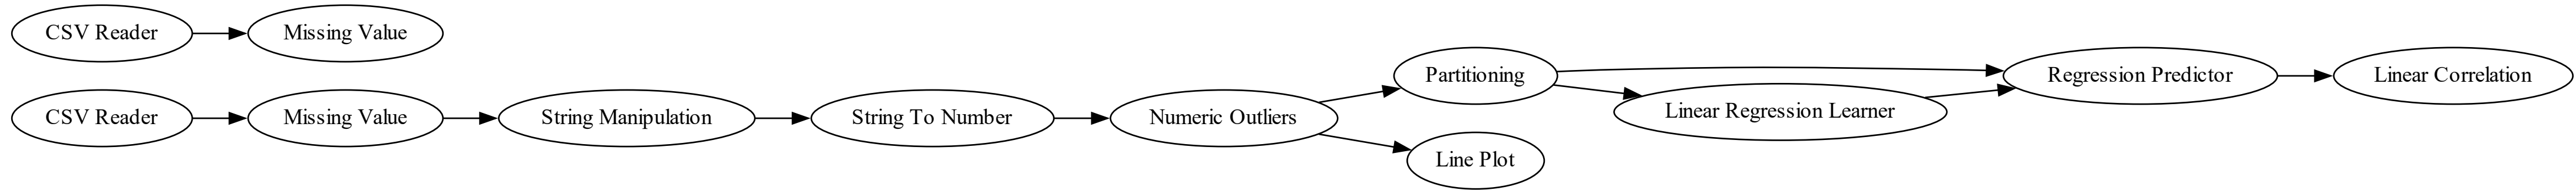 CSV Reader
Missing Value
CSV Reader
Missing Value
String Manipulation
String To Number
Numeric Outliers
Partitioning
Line Plot
Linear Regression Learner
Regression Predictor
Linear Correlation